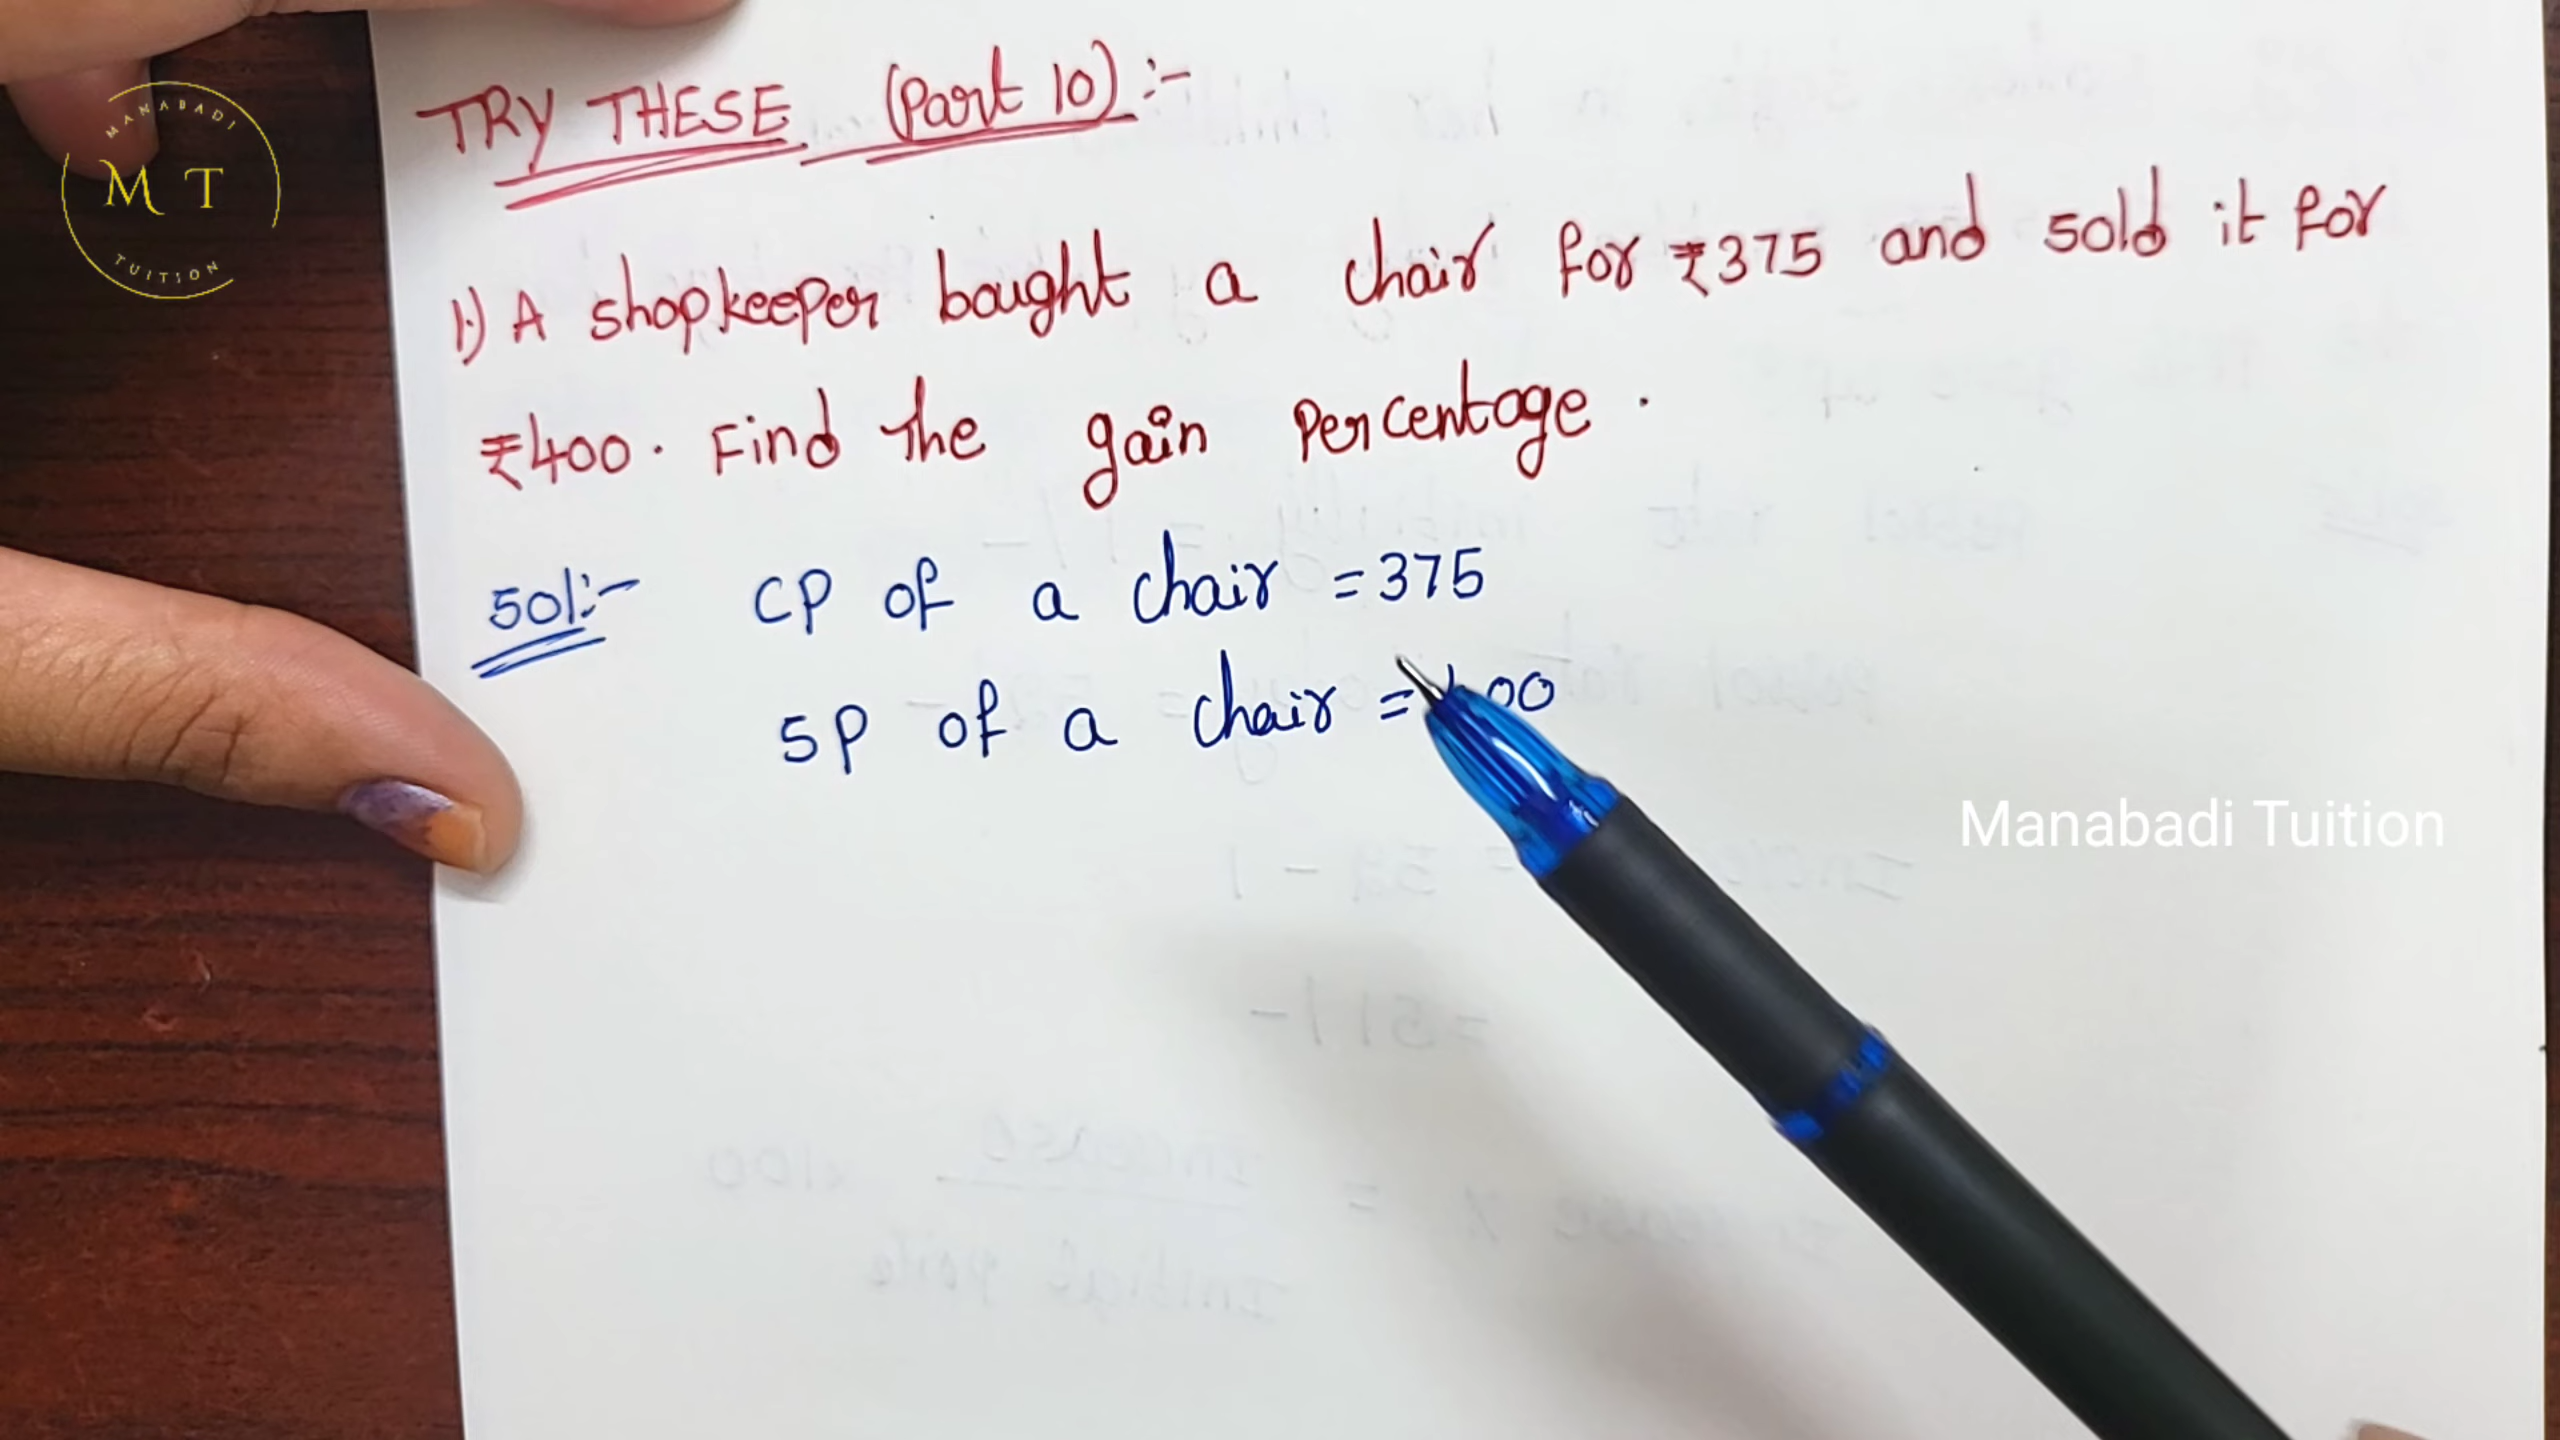 MANABADI
M T
TUITION
TRY THESE (Part 10) :-
1.) A shopkeeper bought a chair for ₹375 and sold it for
₹400. Find the gain Percentage.
Sol:- CP of a chair = 375
SP of a chair = 400
Manabadi Tuition